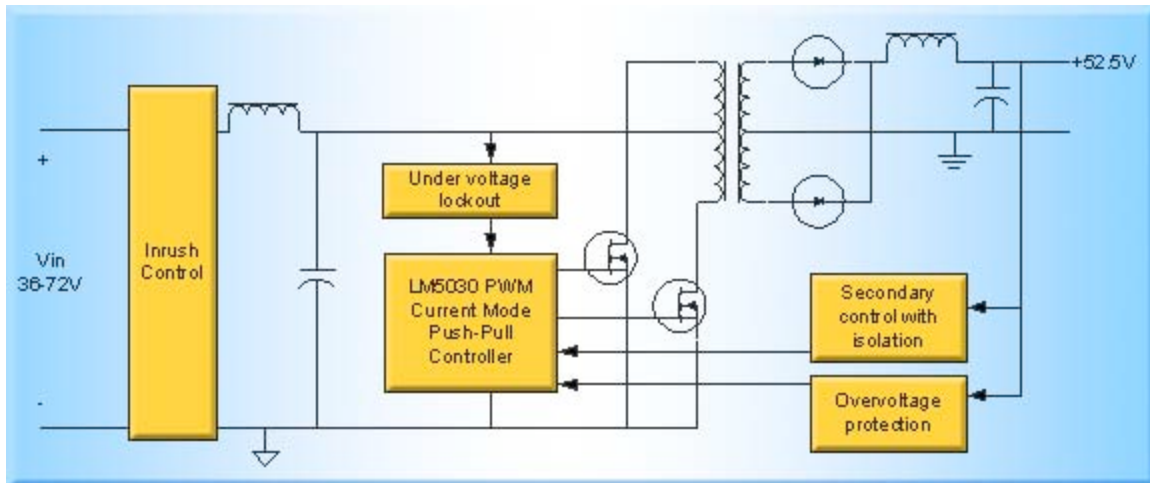 +52.5V
+
Under voltage
lockout
Vin
36-72V
Inrush
Control
LM5030 PWM
Current Mode
Push-Pull
Controller
Secondary
control with
isolation
-
Overvoltage
protection